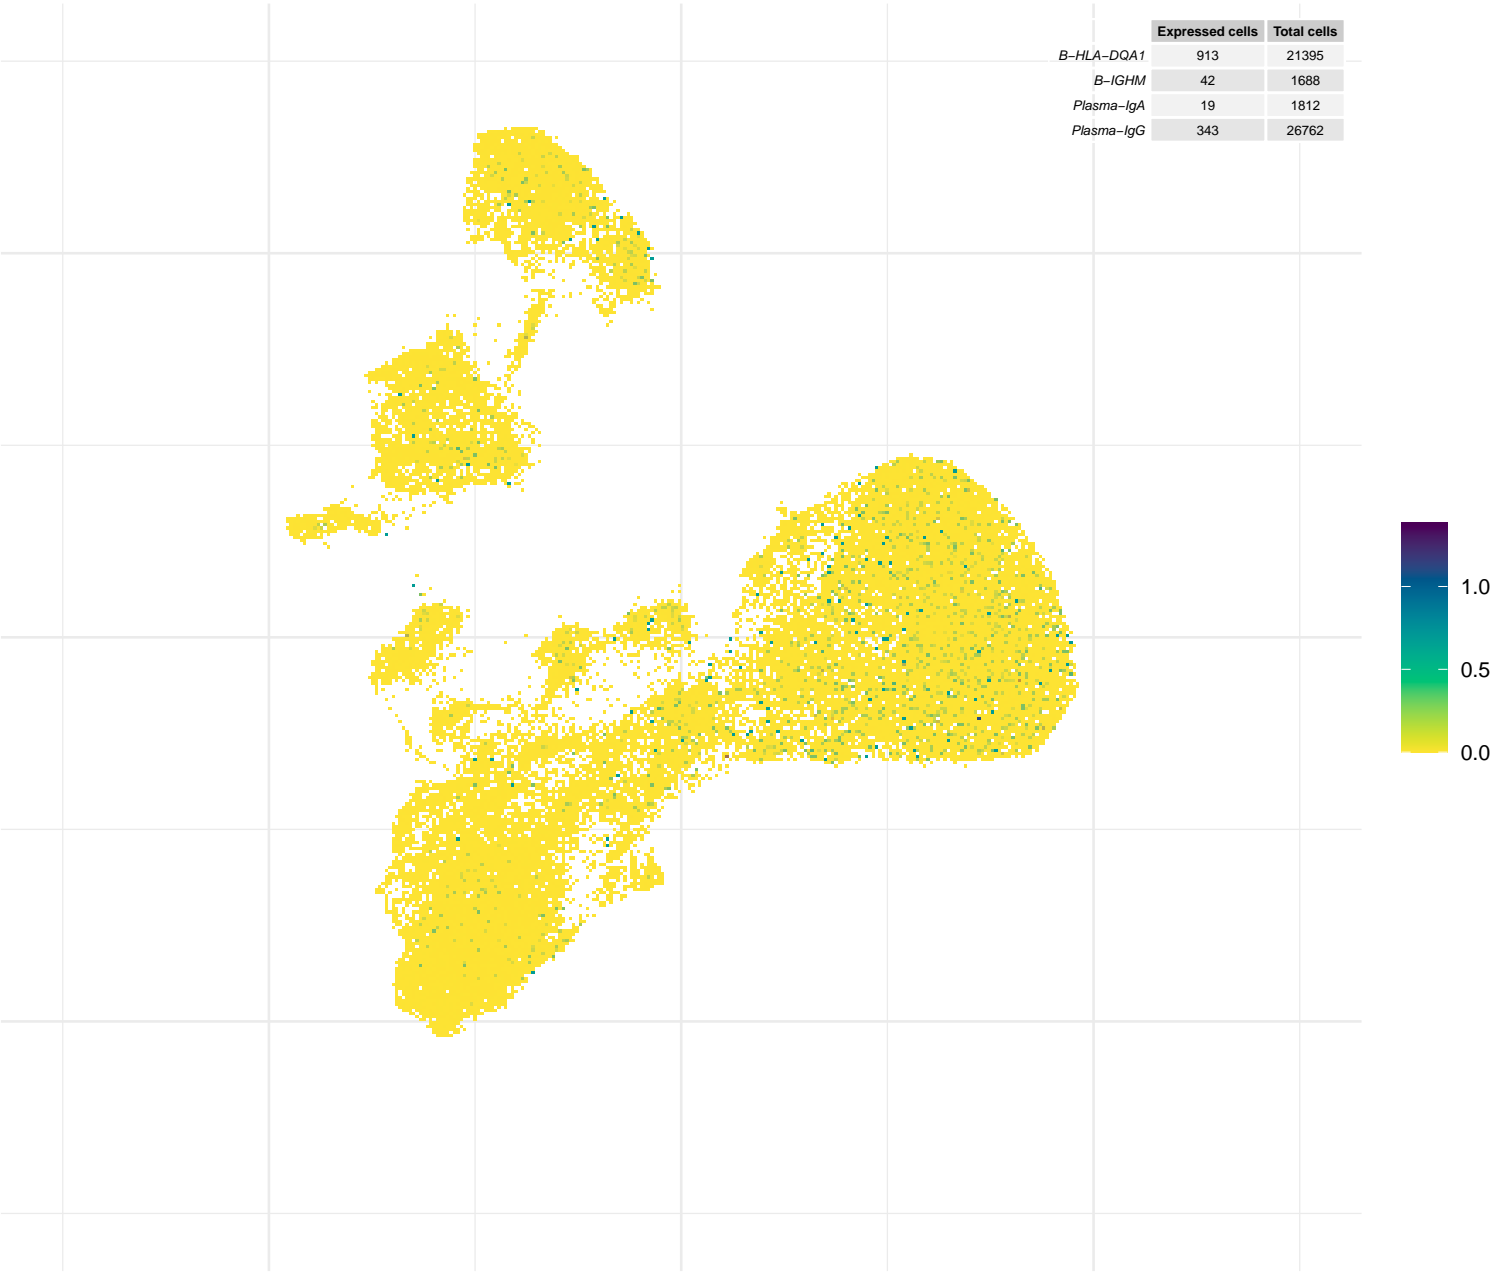 Expressed cells Total cells
B−HLA−DQA1 913 21395
B−IGHM 42 1688
Plasma−IgA 19 1812
Plasma−IgG 343 26762
1.0
0.5
0.0